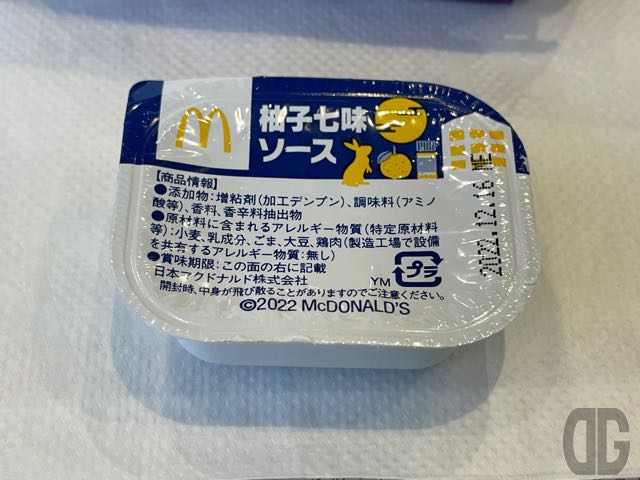 柚子七味
ソース
【商品情報】
●添加物:増粘剤(加工デンプン)、調味料(アミノ
酸等)、香料、香辛料抽出物
●原材料に含まれるアレルギー物質(特定原材料
等):小麦、乳成分、ごま、大豆、鶏肉(製造工場で設備
を共有するアレルギー物質:無し)
●賞味期限:この面の右に記載
日本マクドナルド株式会社
YM
プラ
開封時、中身が飛び散ることがありますのでご注意ください。
©2022 McDONALD'S
2022.12.16
DG